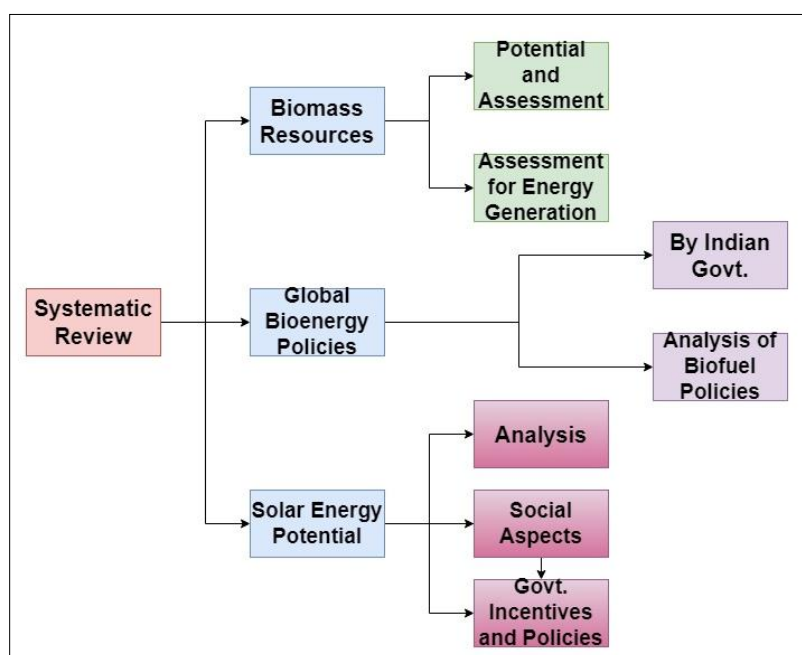 Potential
and
Assessment
Biomass
Resources
Assessment
for Energy
Generation
By Indian
Govt.
Systematic
Review
Global
Bioenergy
Policies
Analysis of
Biofuel
Policies
Analysis
Solar Energy
Potential
Social
Aspects
Govt.
Incentives
and Policies